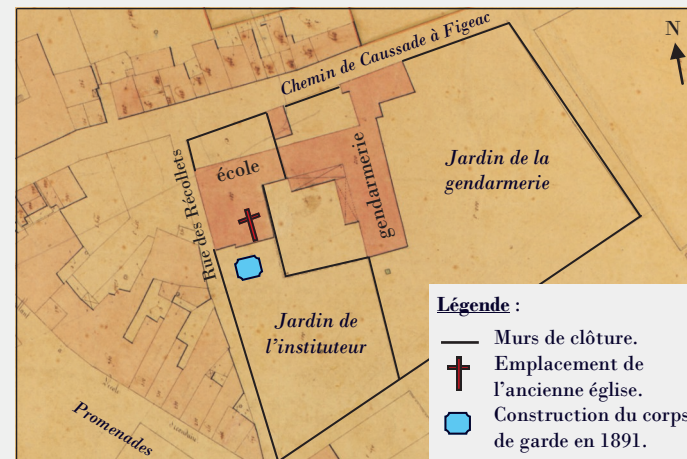 N
Chemin de Caussade à Figeac
Rue des Récollets
école
gendarmerie
Jardin de la
gendarmerie
Jardin de
l'instituteur
Promenades
Légende :
Murs de clôture.
Emplacement de
l'ancienne église.
Construction du corps
de garde en 1891.